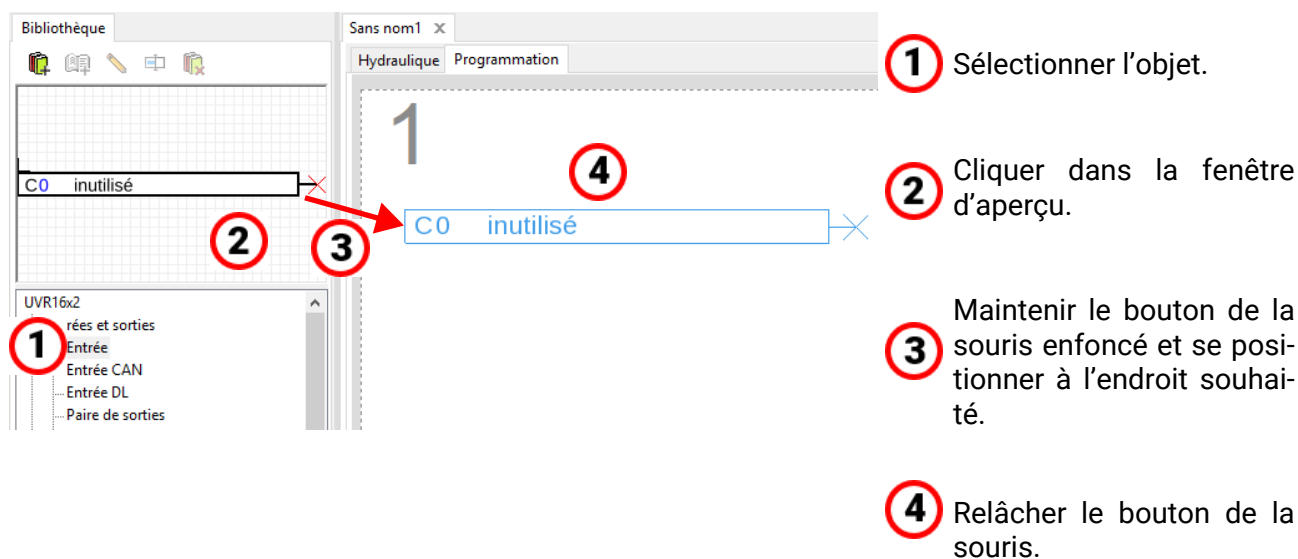 Bibliothèque
Sans nom1 X
Hydraulique Programmation
1
C0 inutilisé
4
2
3
C0 inutilisé
UVR16x2
rées et sorties
1
Entrée
Entrée CAN
Entrée DL
Paire de sorties
1 Sélectionner l’objet.
2 Cliquer dans la fenêtre
d’aperçu.
3 Maintenir le bouton de la
souris enfoncé et se posi-
tionner à l’endroit souhai-
té.
4 Relâcher le bouton de la
souris.